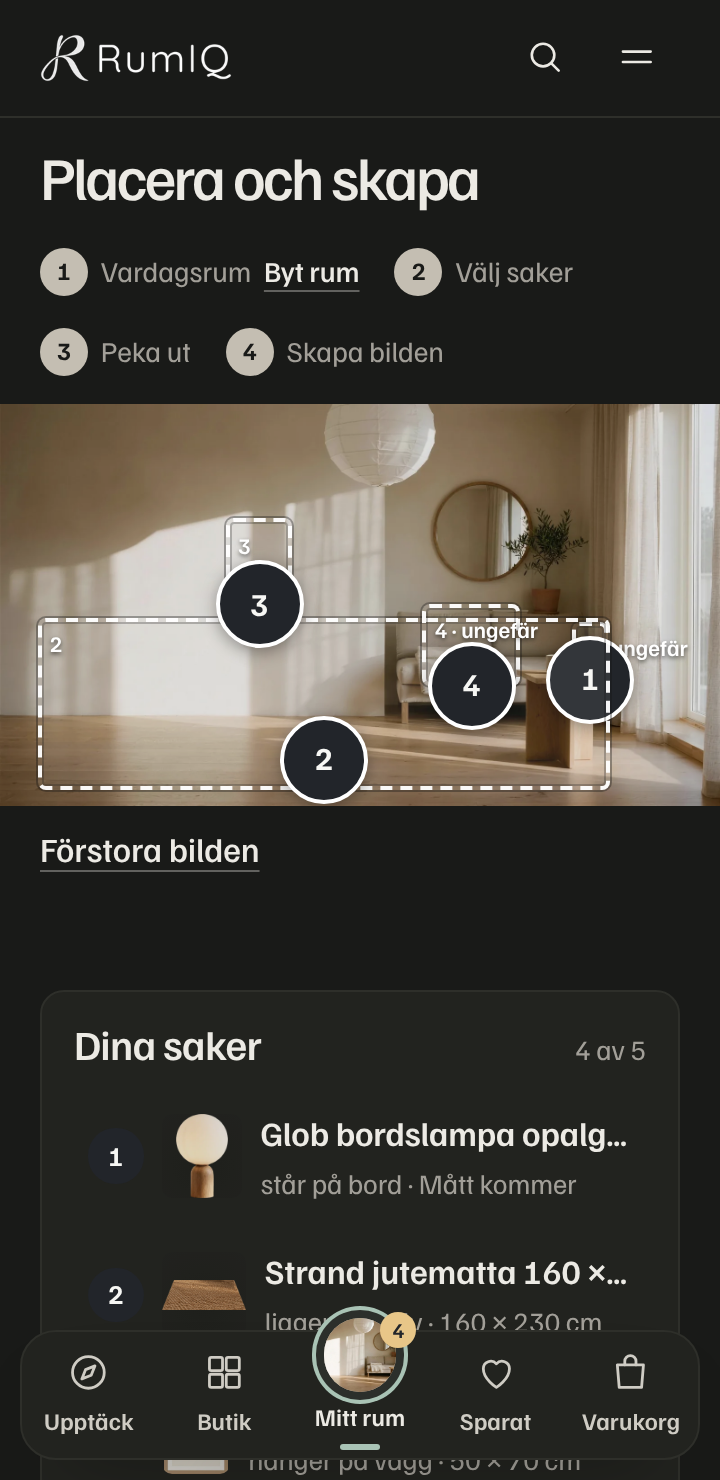 RumIQ
Placera och skapa
1 Vardagsrum Byt rum 2 Välj saker
3 Peka ut 4 Skapa bilden
3
3
4 · ungefär
2
ungefär
4
1
2
Förstora bilden
Dina saker 4 av 5
1 Glob bordslampa opalg...
står på bord · Mått kommer
2 Strand jutematta 160 ×...
· 160 × 230 cm
4
Upptäck Butik Mitt rum Sparat Varukorg
hänger på vägg · 50 × 70 cm